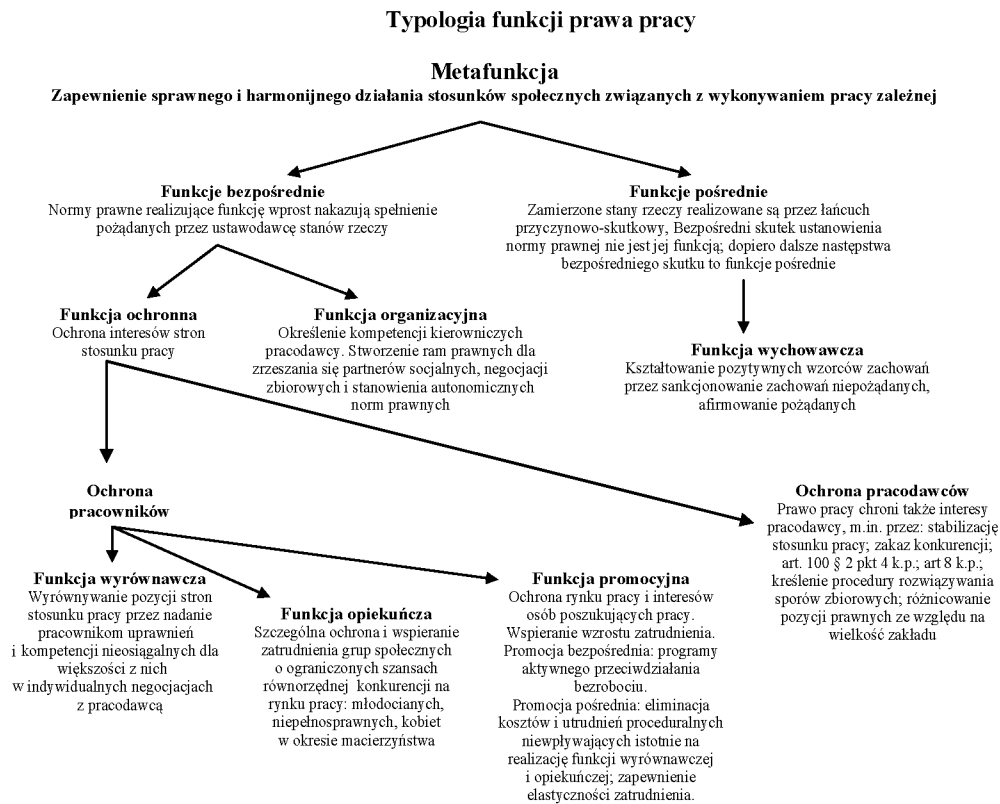 Typologia funkcji prawa pracy
Metafunkcja
Zapewnienie sprawnego i harmonijnego działania stosunków społecznych związanych z wykonywaniem pracy zależnej
Funkcje bezpośrednie
Normy prawne realizujące funkcję wprost nakazują spełnienie
pożądanych przez ustawodawcę stanów rzeczy
Funkcje pośrednie
Zamierzone stany rzeczy realizowane są przez łańcuch
przyczynowo-skutkowy, Bezpośredni skutek ustanowienia
normy prawnej nie jest jej funkcją; dopiero dalsze następstwa
bezpośredniego skutku to funkcje pośrednie
Funkcja ochronna
Ochrona interesów stron
stosunku pracy
Funkcja organizacyjna
Określenie kompetencji kierowniczych
pracodawcy. Stworzenie ram prawnych dla
zrzeszania się partnerów socjalnych, negocjacji
zbiorowych i stanowienia autonomicznych
norm prawnych
Funkcja wychowawcza
Kształtowanie pozytywnych wzorców zachowań
przez sankcjonowanie zachowań niepożądanych,
afirmowanie pożądanych
Ochrona
pracowników
Ochrona pracodawców
Prawo pracy chroni także interesy
pracodawcy, m.in. przez: stabilizację
stosunku pracy; zakaz konkurencji;
art. 100 § 2 pkt 4 k.p.; art 8 k.p.;
kreślenie procedury rozwiązywania
sporów zbiorowych; różnicowanie
pozycji prawnych ze względu na
wielkość zakładu
Funkcja wyrównawcza
Wyrównywanie pozycji stron
stosunku pracy przez nadanie
pracownikom uprawnień
i kompetencji nieosiągalnych dla
większości z nich
w indywidualnych negocjacjach
z pracodawcą
Funkcja opiekuńcza
Szczególna ochrona i wspieranie
zatrudnienia grup społecznych
o ograniczonych szansach
równorzędnej konkurencji na
rynku pracy: młodocianych,
niepełnosprawnych, kobiet
w okresie macierzyństwa
Funkcja promocyjna
Ochrona rynku pracy i interesów
osób poszukujących pracy.
Wspieranie wzrostu zatrudnienia.
Promocja bezpośrednia: programy
aktywnego przeciwdziałania
bezrobociu.
Promocja pośrednia: eliminacja
kosztów i utrudnień proceduralnych
niewpływających istotnie na
realizację funkcji wyrównawczej
i opiekuńczej; zapewnienie
elastyczności zatrudnienia.